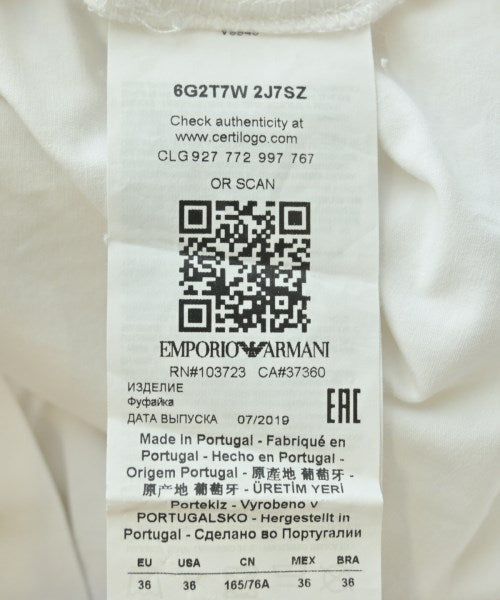 6G2T7W 2J7SZ
Check authenticity at
www.certilogo.com
CLG 927 772 997 767
OR SCAN
EMPORIO ARMANI
RN#103723 CA#37360
ИЗДЕЛИЕ
Фуфайка
ДАТА ВЫПУСКА 07/2019
EAC
Made in Portugal - Fabriqué en
Portugal - Hecho en Portugal -
Origem Portugal - 原產地 葡萄牙 -
原产地 葡萄牙 - ÜRETİM YERİ
Portekiz - Vyrobeno v
PORTUGALSKO - Hergestellt in
Portugal - Сделано во Португалии
EU USA CN MEX BRA
36 36 165/76A 36 36